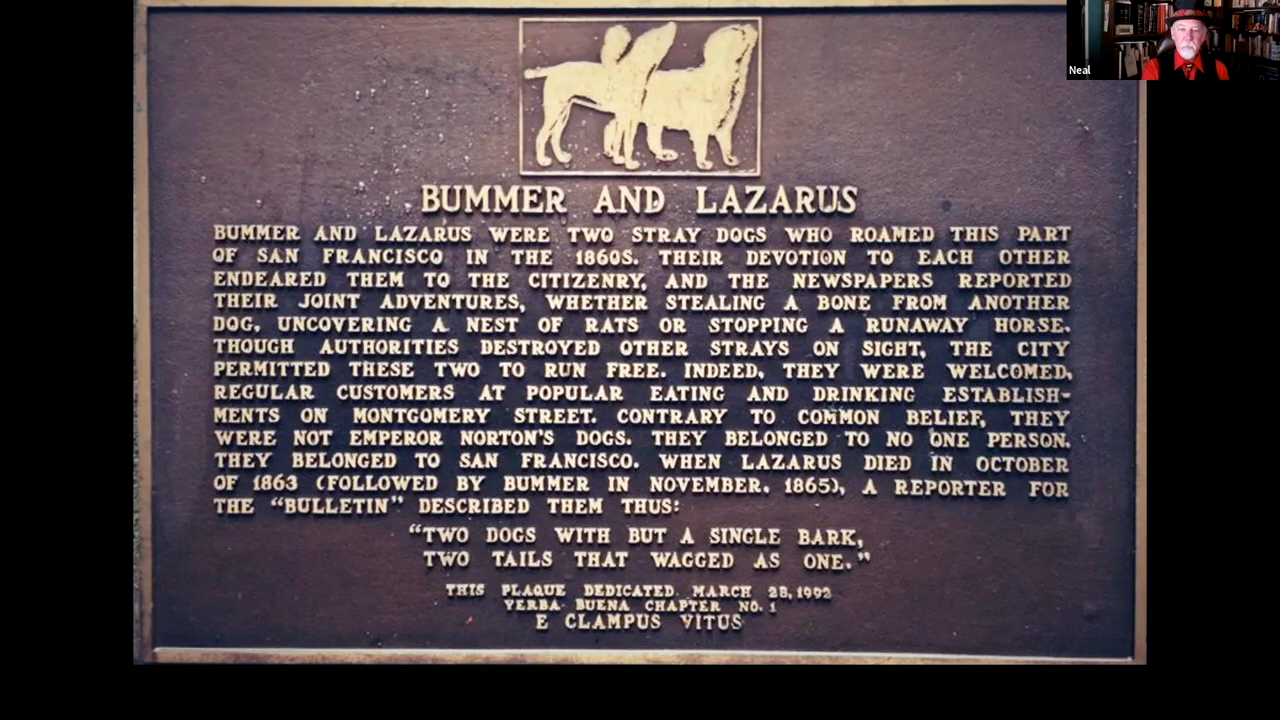 Neal
BUMMER AND LAZARUS
BUMMER AND LAZARUS WERE TWO STRAY DOGS WHO ROAMED THIS PART
OF SAN FRANCISCO IN THE 1860S. THEIR DEVOTION TO EACH OTHER
ENDEARED THEM TO THE CITIZENRY, AND THE NEWSPAPERS REPORTED
THEIR JOINT ADVENTURES, WHETHER STEALING A BONE FROM ANOTHER
DOG, UNCOVERING A NEST OF RATS OR STOPPING A RUNAWAY HORSE.
THOUGH AUTHORITIES DESTROYED OTHER STRAYS ON SIGHT, THE CITY
PERMITTED THESE TWO TO RUN FREE. INDEED, THEY WERE WELCOMED,
REGULAR CUSTOMERS AT POPULAR EATING AND DRINKING ESTABLISH-
MENTS ON MONTGOMERY STREET. CONTRARY TO COMMON BELIEF, THEY
WERE NOT EMPEROR NORTON'S DOGS. THEY BELONGED TO NO ONE PERSON.
THEY BELONGED TO SAN FRANCISCO. WHEN LAZARUS DIED IN OCTOBER
OF 1863 (FOLLOWED BY BUMMER IN NOVEMBER, 1865), A REPORTER FOR
THE "BULLETIN" DESCRIBED THEM THUS:
"TWO DOGS WITH BUT A SINGLE BARK,
TWO TAILS THAT WAGGED AS ONE."
THIS PLAQUE DEDICATED MARCH 28, 1992
YERBA BUENA CHAPTER NO. 1
E CLAMPUS VITUS